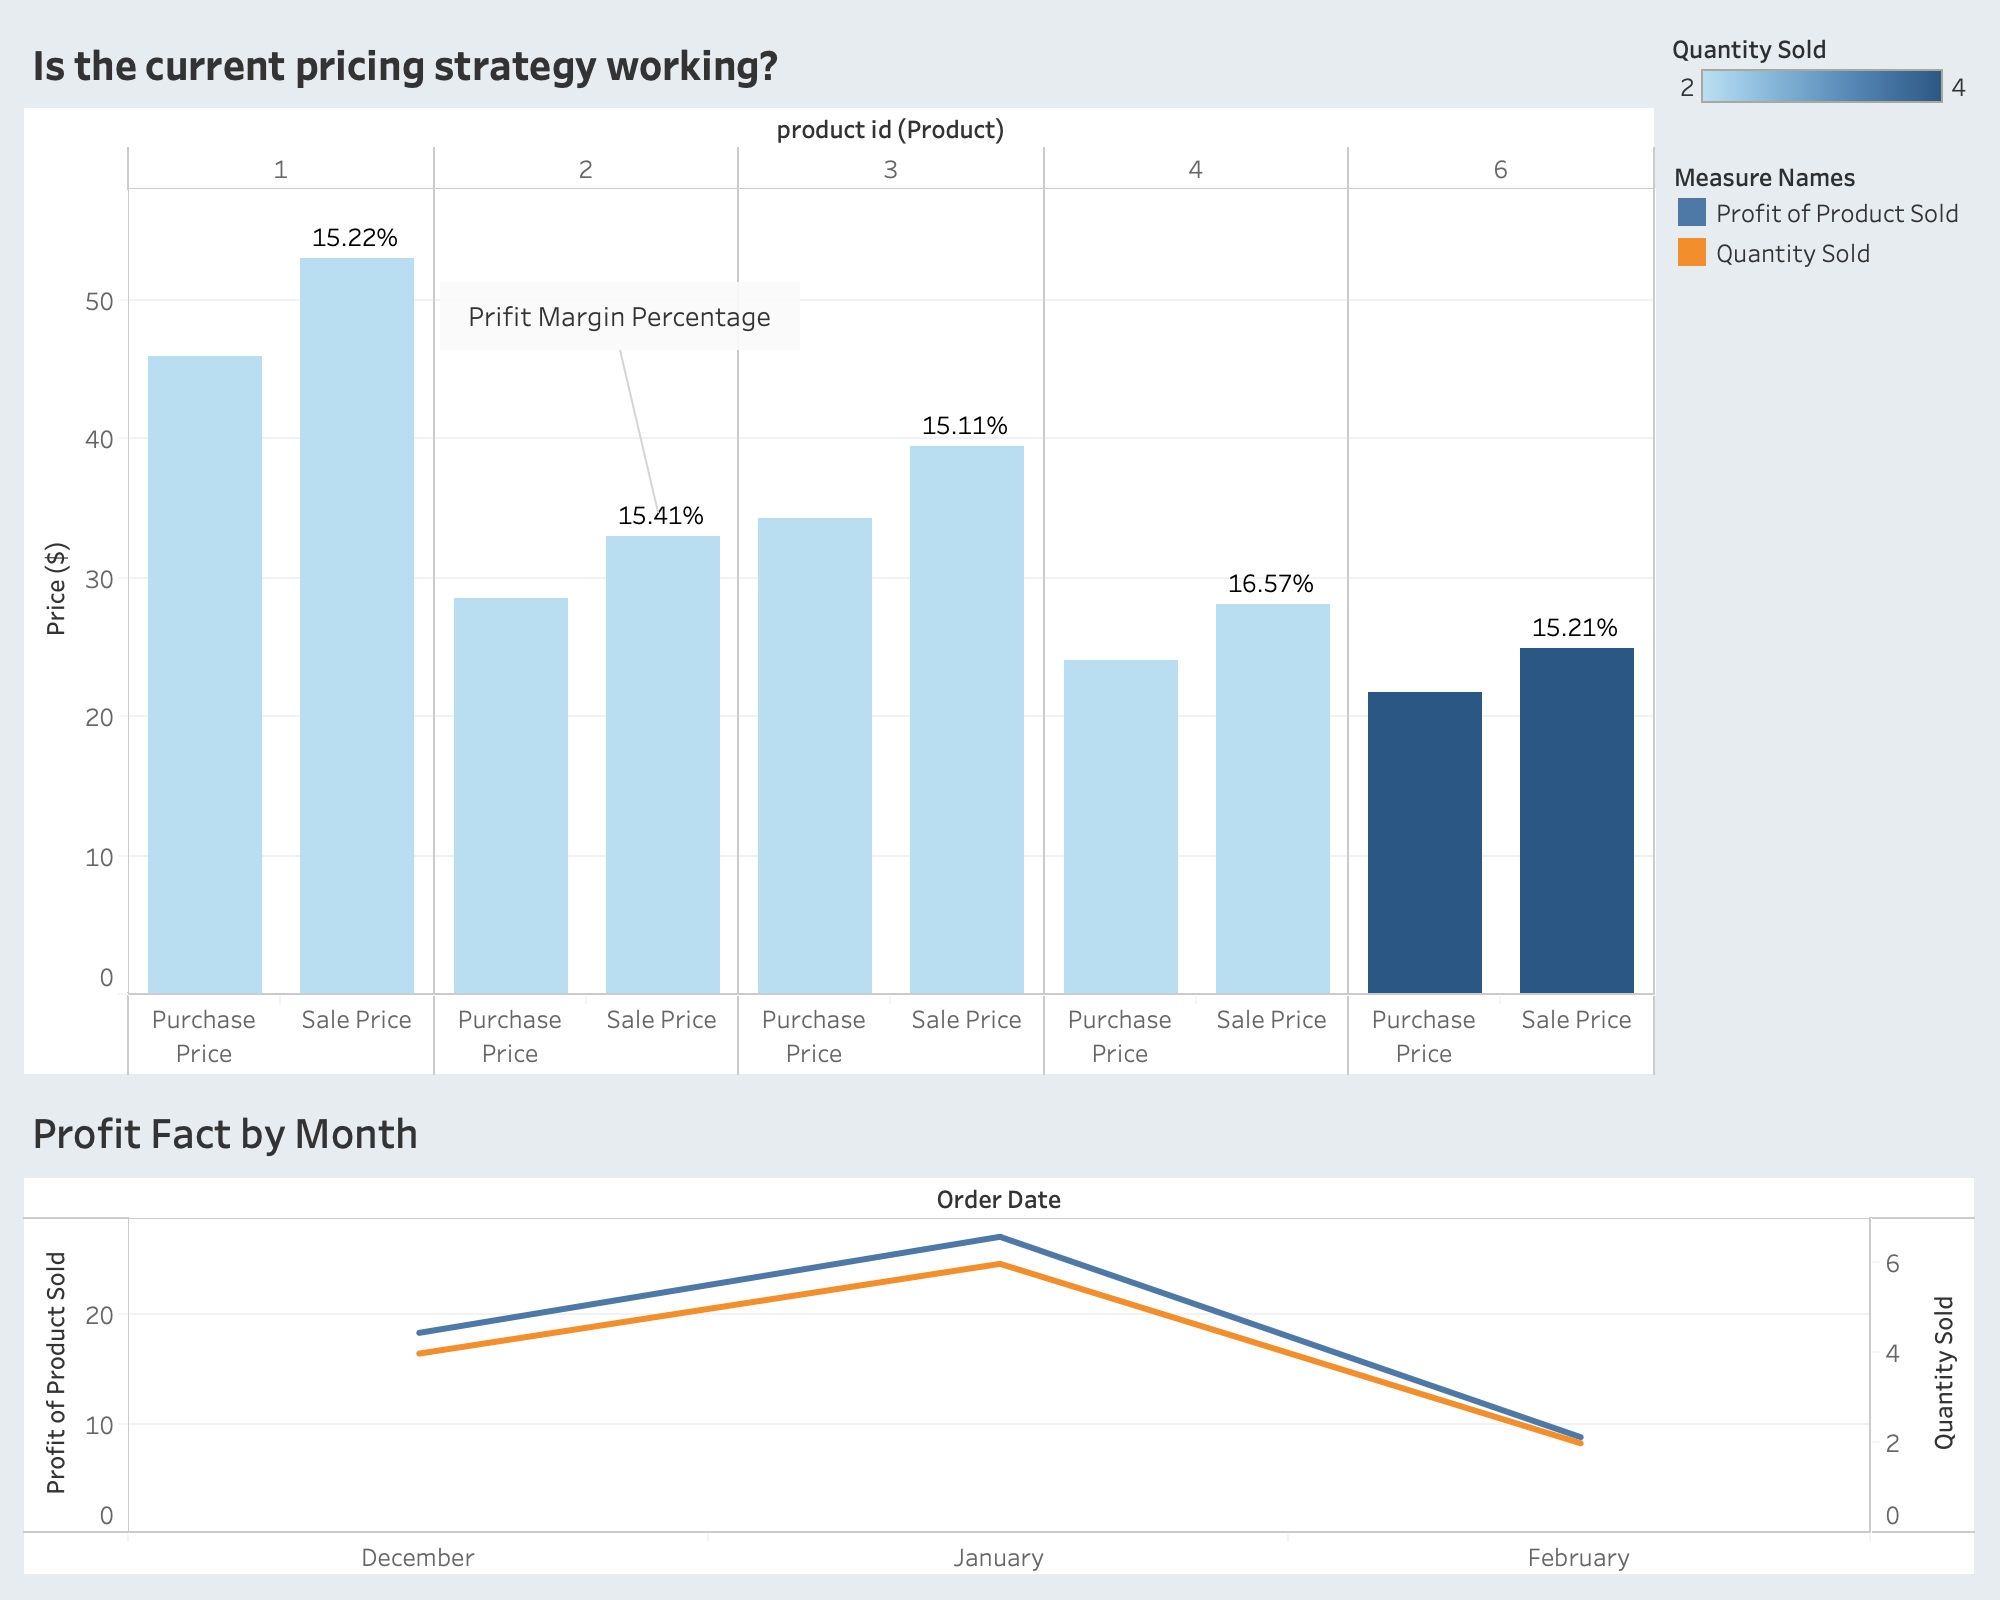 Is the current pricing strategy working?
Quantity Sold
2 4
Measure Names
Profit of Product Sold
Quantity Sold
product id (Product)
1 2 3 4 6
Price ($)
50
40
30
20
10
0
15.22%
Prifit Margin Percentage
15.41%
15.11%
16.57%
15.21%
Purchase Price Sale Price Purchase Price Sale Price Purchase Price Sale Price Purchase Price Sale Price Purchase Price Sale Price
Profit Fact by Month
Order Date
Profit of Product Sold
20
10
0
6
4
2
0
Quantity Sold
December January February